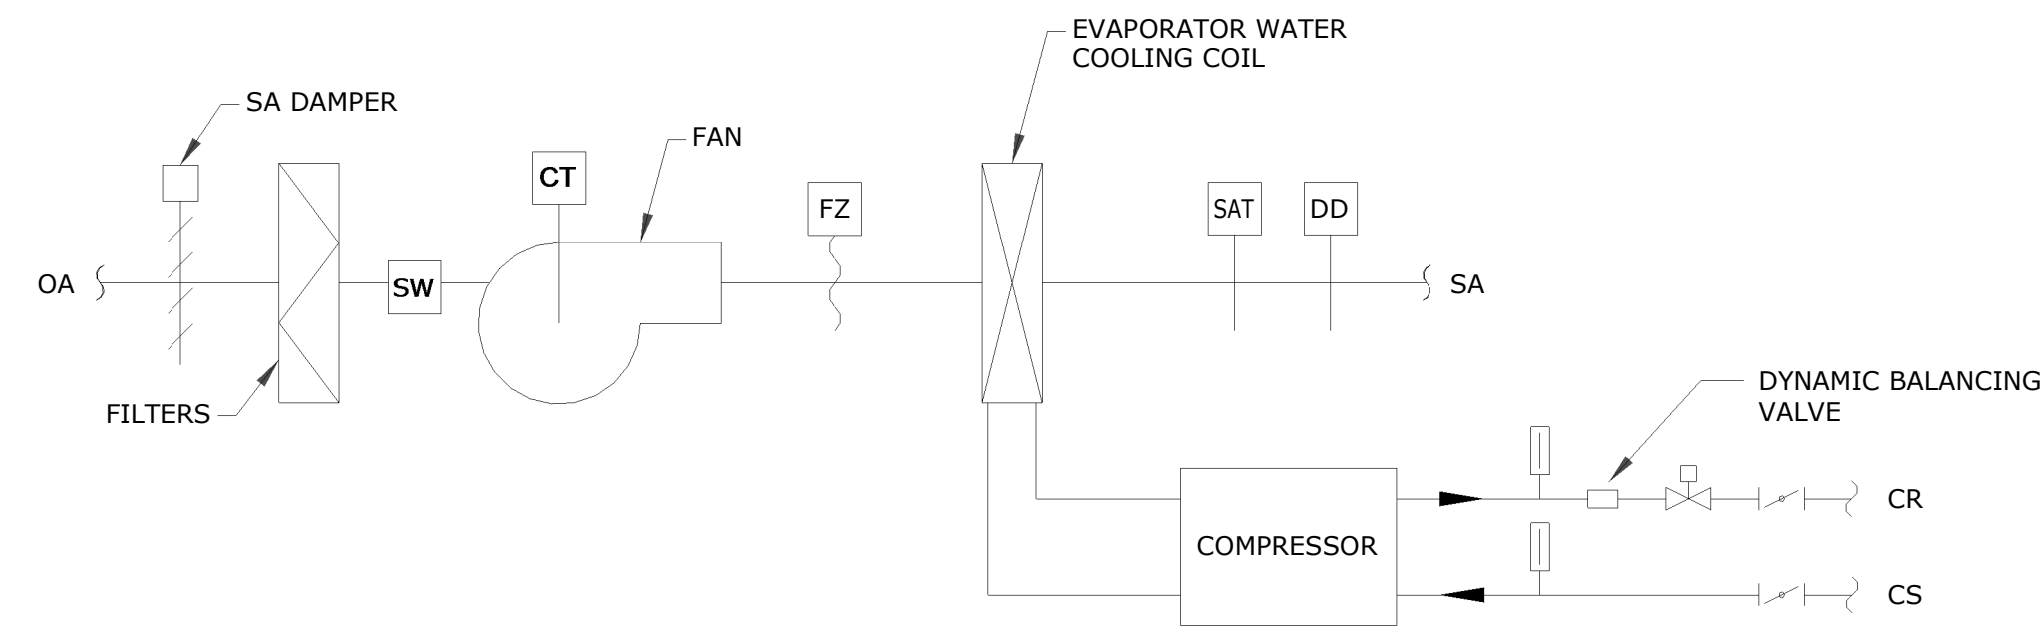 EVAPORATOR WATER
COOLING COIL
SA DAMPER
FAN
CT
FZ
SAT
DD
OA
SW
SA
FILTERS
DYNAMIC BALANCING
VALVE
CR
COMPRESSOR
CS